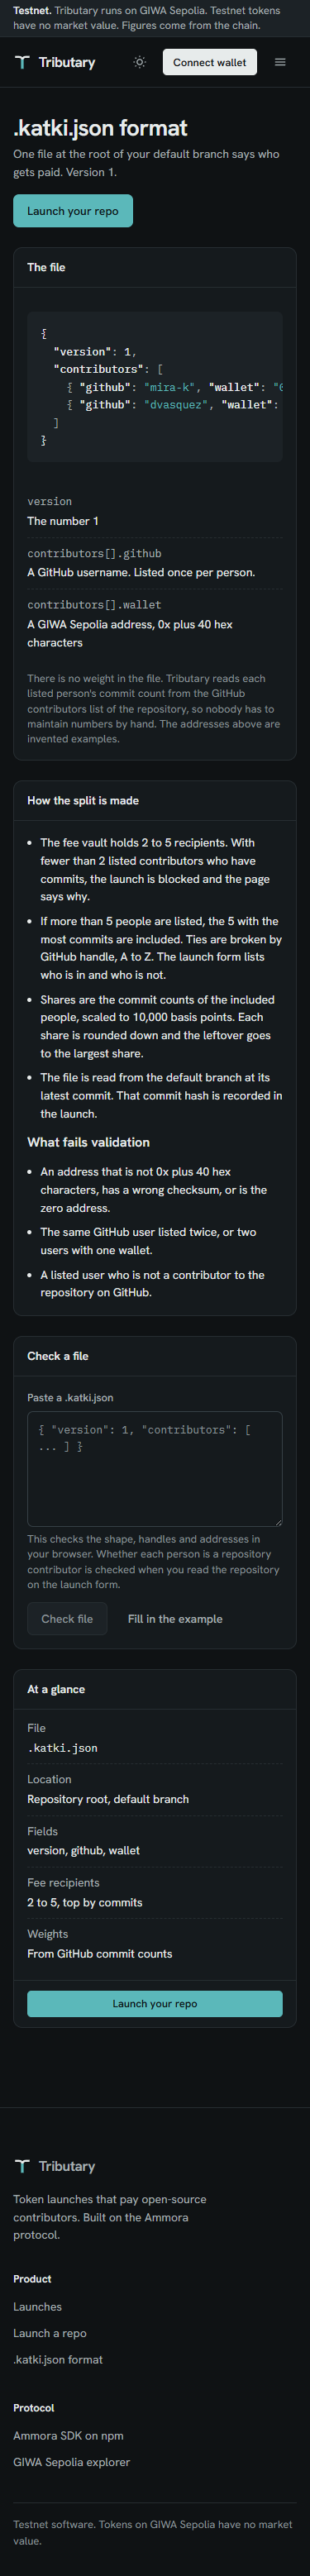 Testnet. Tributary runs on GIWA Sepolia. Testnet tokens
have no market value. Figures come from the chain.
Tributary
Connect wallet
.katki.json format
One file at the root of your default branch says who
gets paid. Version 1.
Launch your repo
The file
{
"version": 1,
"contributors": [
{ "github": "mira-k", "wallet": "0
{ "github": "dvasquez", "wallet":
]
}
version
The number 1
contributors[].github
A GitHub username. Listed once per person.
contributors[].wallet
A GIWA Sepolia address, 0x plus 40 hex
characters
There is no weight in the file. Tributary reads each
listed person's commit count from the GitHub
contributors list of the repository, so nobody has to
maintain numbers by hand. The addresses above are
invented examples.
How the split is made
• The fee vault holds 2 to 5 recipients. With
fewer than 2 listed contributors who have
commits, the launch is blocked and the page
says why.
• If more than 5 people are listed, the 5 with the
most commits are included. Ties are broken by
GitHub handle, A to Z. The launch form lists
who is in and who is not.
• Shares are the commit counts of the included
people, scaled to 10,000 basis points. Each
share is rounded down and the leftover goes
to the largest share.
• The file is read from the default branch at its
latest commit. That commit hash is recorded in
the launch.
What fails validation
• An address that is not 0x plus 40 hex
characters, has a wrong checksum, or is the
zero address.
• The same GitHub user listed twice, or two
users with one wallet.
• A listed user who is not a contributor to the
repository on GitHub.
Check a file
Paste a .katki.json
{ "version": 1, "contributors": [
... ] }
This checks the shape, handles and addresses in
your browser. Whether each person is a repository
contributor is checked when you read the repository
on the launch form.
Check file
Fill in the example
At a glance
File
.katki.json
Location
Repository root, default branch
Fields
version, github, wallet
Fee recipients
2 to 5, top by commits
Weights
From GitHub commit counts
Launch your repo
Tributary
Token launches that pay open-source
contributors. Built on the Ammora
protocol.
Product
Launches
Launch a repo
.katki.json format
Protocol
Ammora SDK on npm
GIWA Sepolia explorer
Testnet software. Tokens on GIWA Sepolia have no market
value.